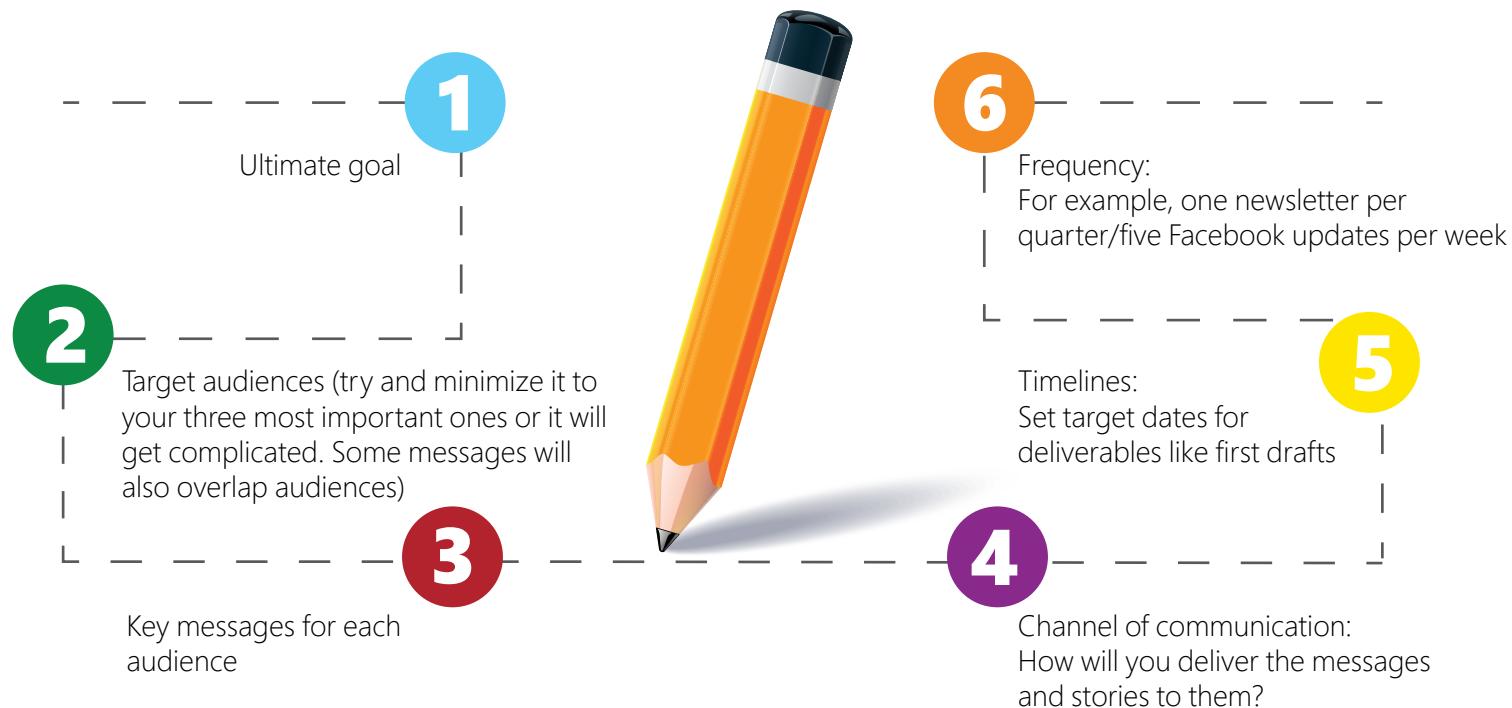 1
Ultimate goal
2
Target audiences (try and minimize it to
your three most important ones or it will
get complicated. Some messages will
also overlap audiences)
3
Key messages for each
audience
4
Channel of communication:
How will you deliver the messages
and stories to them?
5
Timelines:
Set target dates for
deliverables like first drafts
6
Frequency:
For example, one newsletter per
quarter/five Facebook updates per week